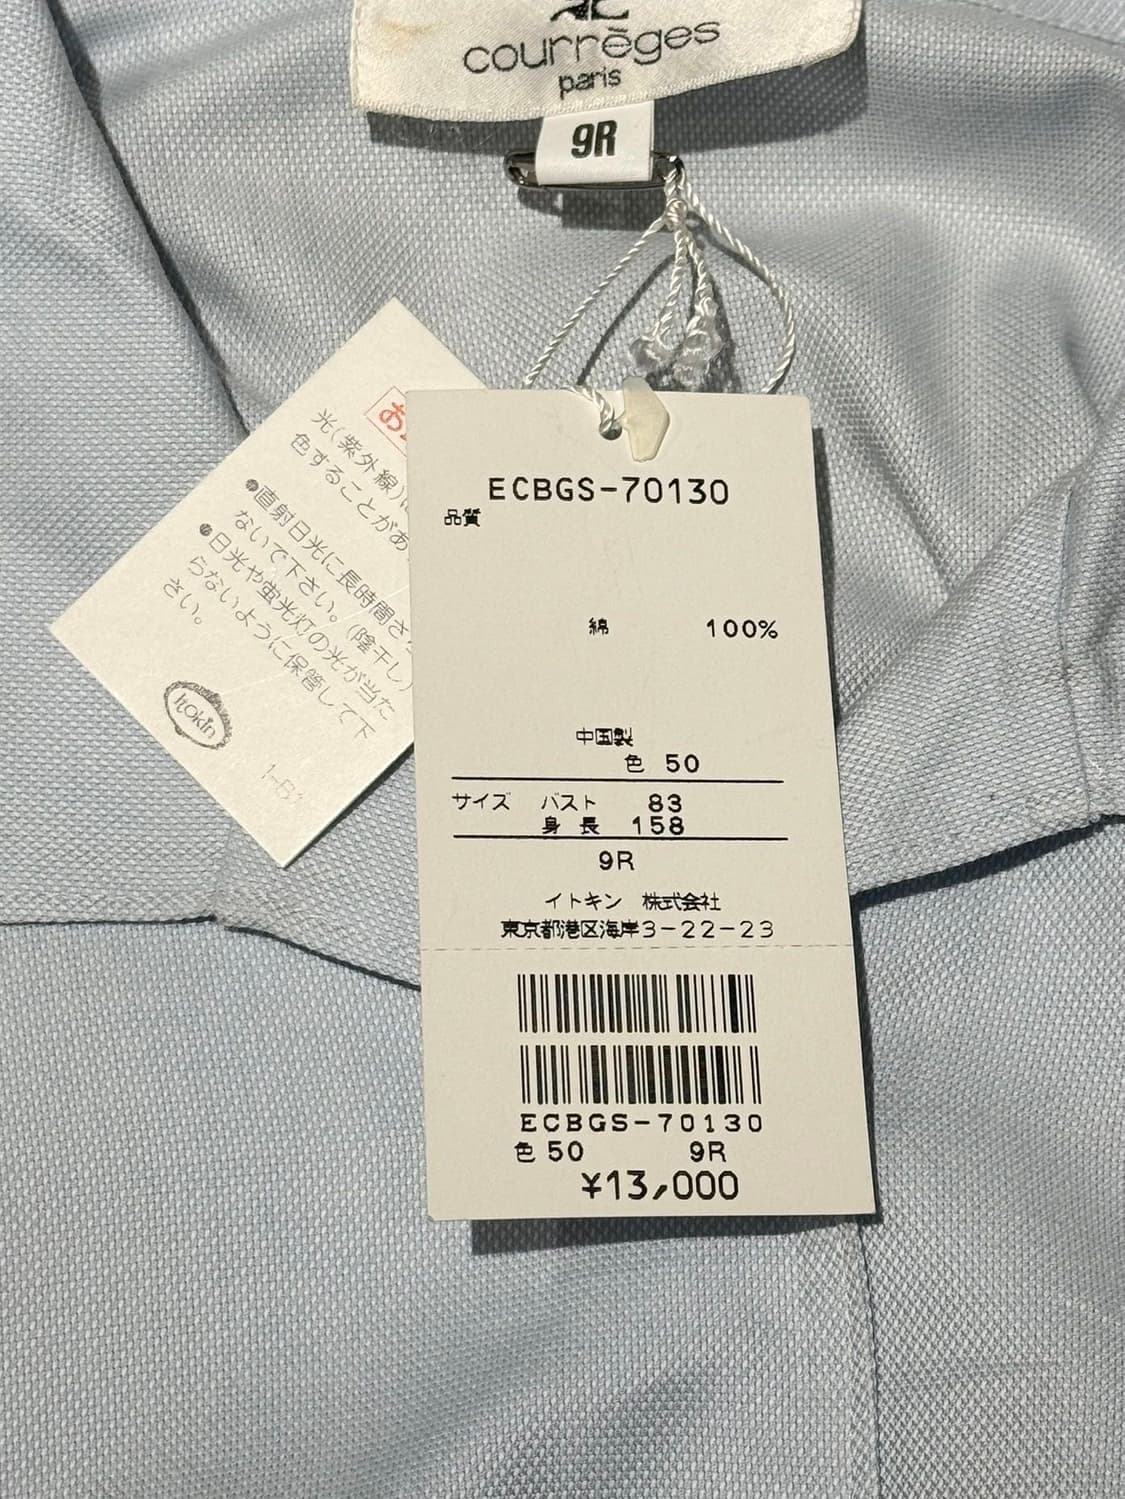 courrèges
paris
9R
お
光(紫外線)に
色することがあ
●直射日光に長時間さら
ないで下さい。(陰干し)
●日光や蛍光灯の光が当た
らないように保管して下
さい。
Itokin
ECBGS-70130
品質
綿 100%
中国製
色 50
サイズ バスト 83
身 長 158
9R
イトキン 株式会社
東京都港区海岸3-22-23
ECBGS-70130
色 50 9R
¥13,000